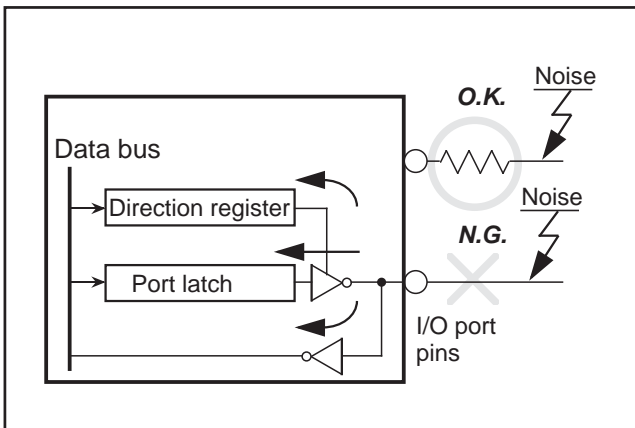 Noise
O.K.
Data bus
Direction register
Noise
N.G.
Port latch
I/O port
pins